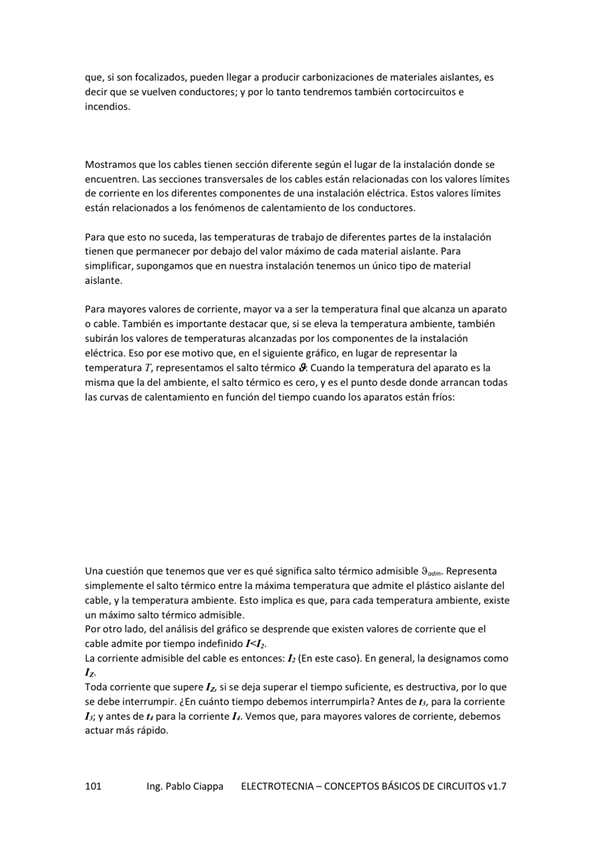 que, si son focalizados, pueden llegar a producir carbonizaciones de materiales aislantes, es
decir que se vuelven conductores; y por lo tanto tendremos también cortocircuitos e
incendios.
Mostramos que los cables tienen sección diferente según el lugar de la instalación donde se
encuentren. Las secciones transversales de los cables están relacionadas con los valores límites
de corriente en los diferentes componentes de una instalación eléctrica. Estos valores límites
están relacionados a los fenómenos de calentamiento de los conductores.
Para que esto no suceda, las temperaturas de trabajo de diferentes partes de la instalación
tienen que permanecer por debajo del valor máximo de cada material aislante. Para
simplificar, supongamos que en nuestra instalación tenemos un único tipo de material
aislante.
Para mayores valores de corriente, mayor va a ser la temperatura final que alcanza un aparato
o cable. También es importante destacar que, si se eleva la temperatura ambiente, también
subirán los valores de temperaturas alcanzadas por los componentes de la instalación
eléctrica. Eso por ese motivo que, en el siguiente gráfico, en lugar de representar la
temperatura T, representamos el salto térmico ϑ: Cuando la temperatura del aparato es la
misma que la del ambiente, el salto térmico es cero, y es el punto desde donde arrancan todas
las curvas de calentamiento en función del tiempo cuando los aparatos están fríos:
Una cuestión que tenemos que ver es qué significa salto térmico admisible ϑadm. Representa
simplemente el salto térmico entre la máxima temperatura que admite el plástico aislante del
cable, y la temperatura ambiente. Esto implica es que, para cada temperatura ambiente, existe
un máximo salto térmico admisible.
Por otro lado, del análisis del gráfico se desprende que existen valores de corriente que el
cable admite por tiempo indefinido I<I2.
La corriente admisible del cable es entonces: I2 (En este caso). En general, la designamos como
IZ.
Toda corriente que supere IZ, si se deja superar el tiempo suficiente, es destructiva, por lo que
se debe interrumpir. ¿En cuánto tiempo debemos interrumpirla? Antes de t3, para la corriente
I3; y antes de t4 para la corriente I4. Vemos que, para mayores valores de corriente, debemos
actuar más rápido.
101 Ing. Pablo Ciappa ELECTROTECNIA – CONCEPTOS BÁSICOS DE CIRCUITOS v1.7